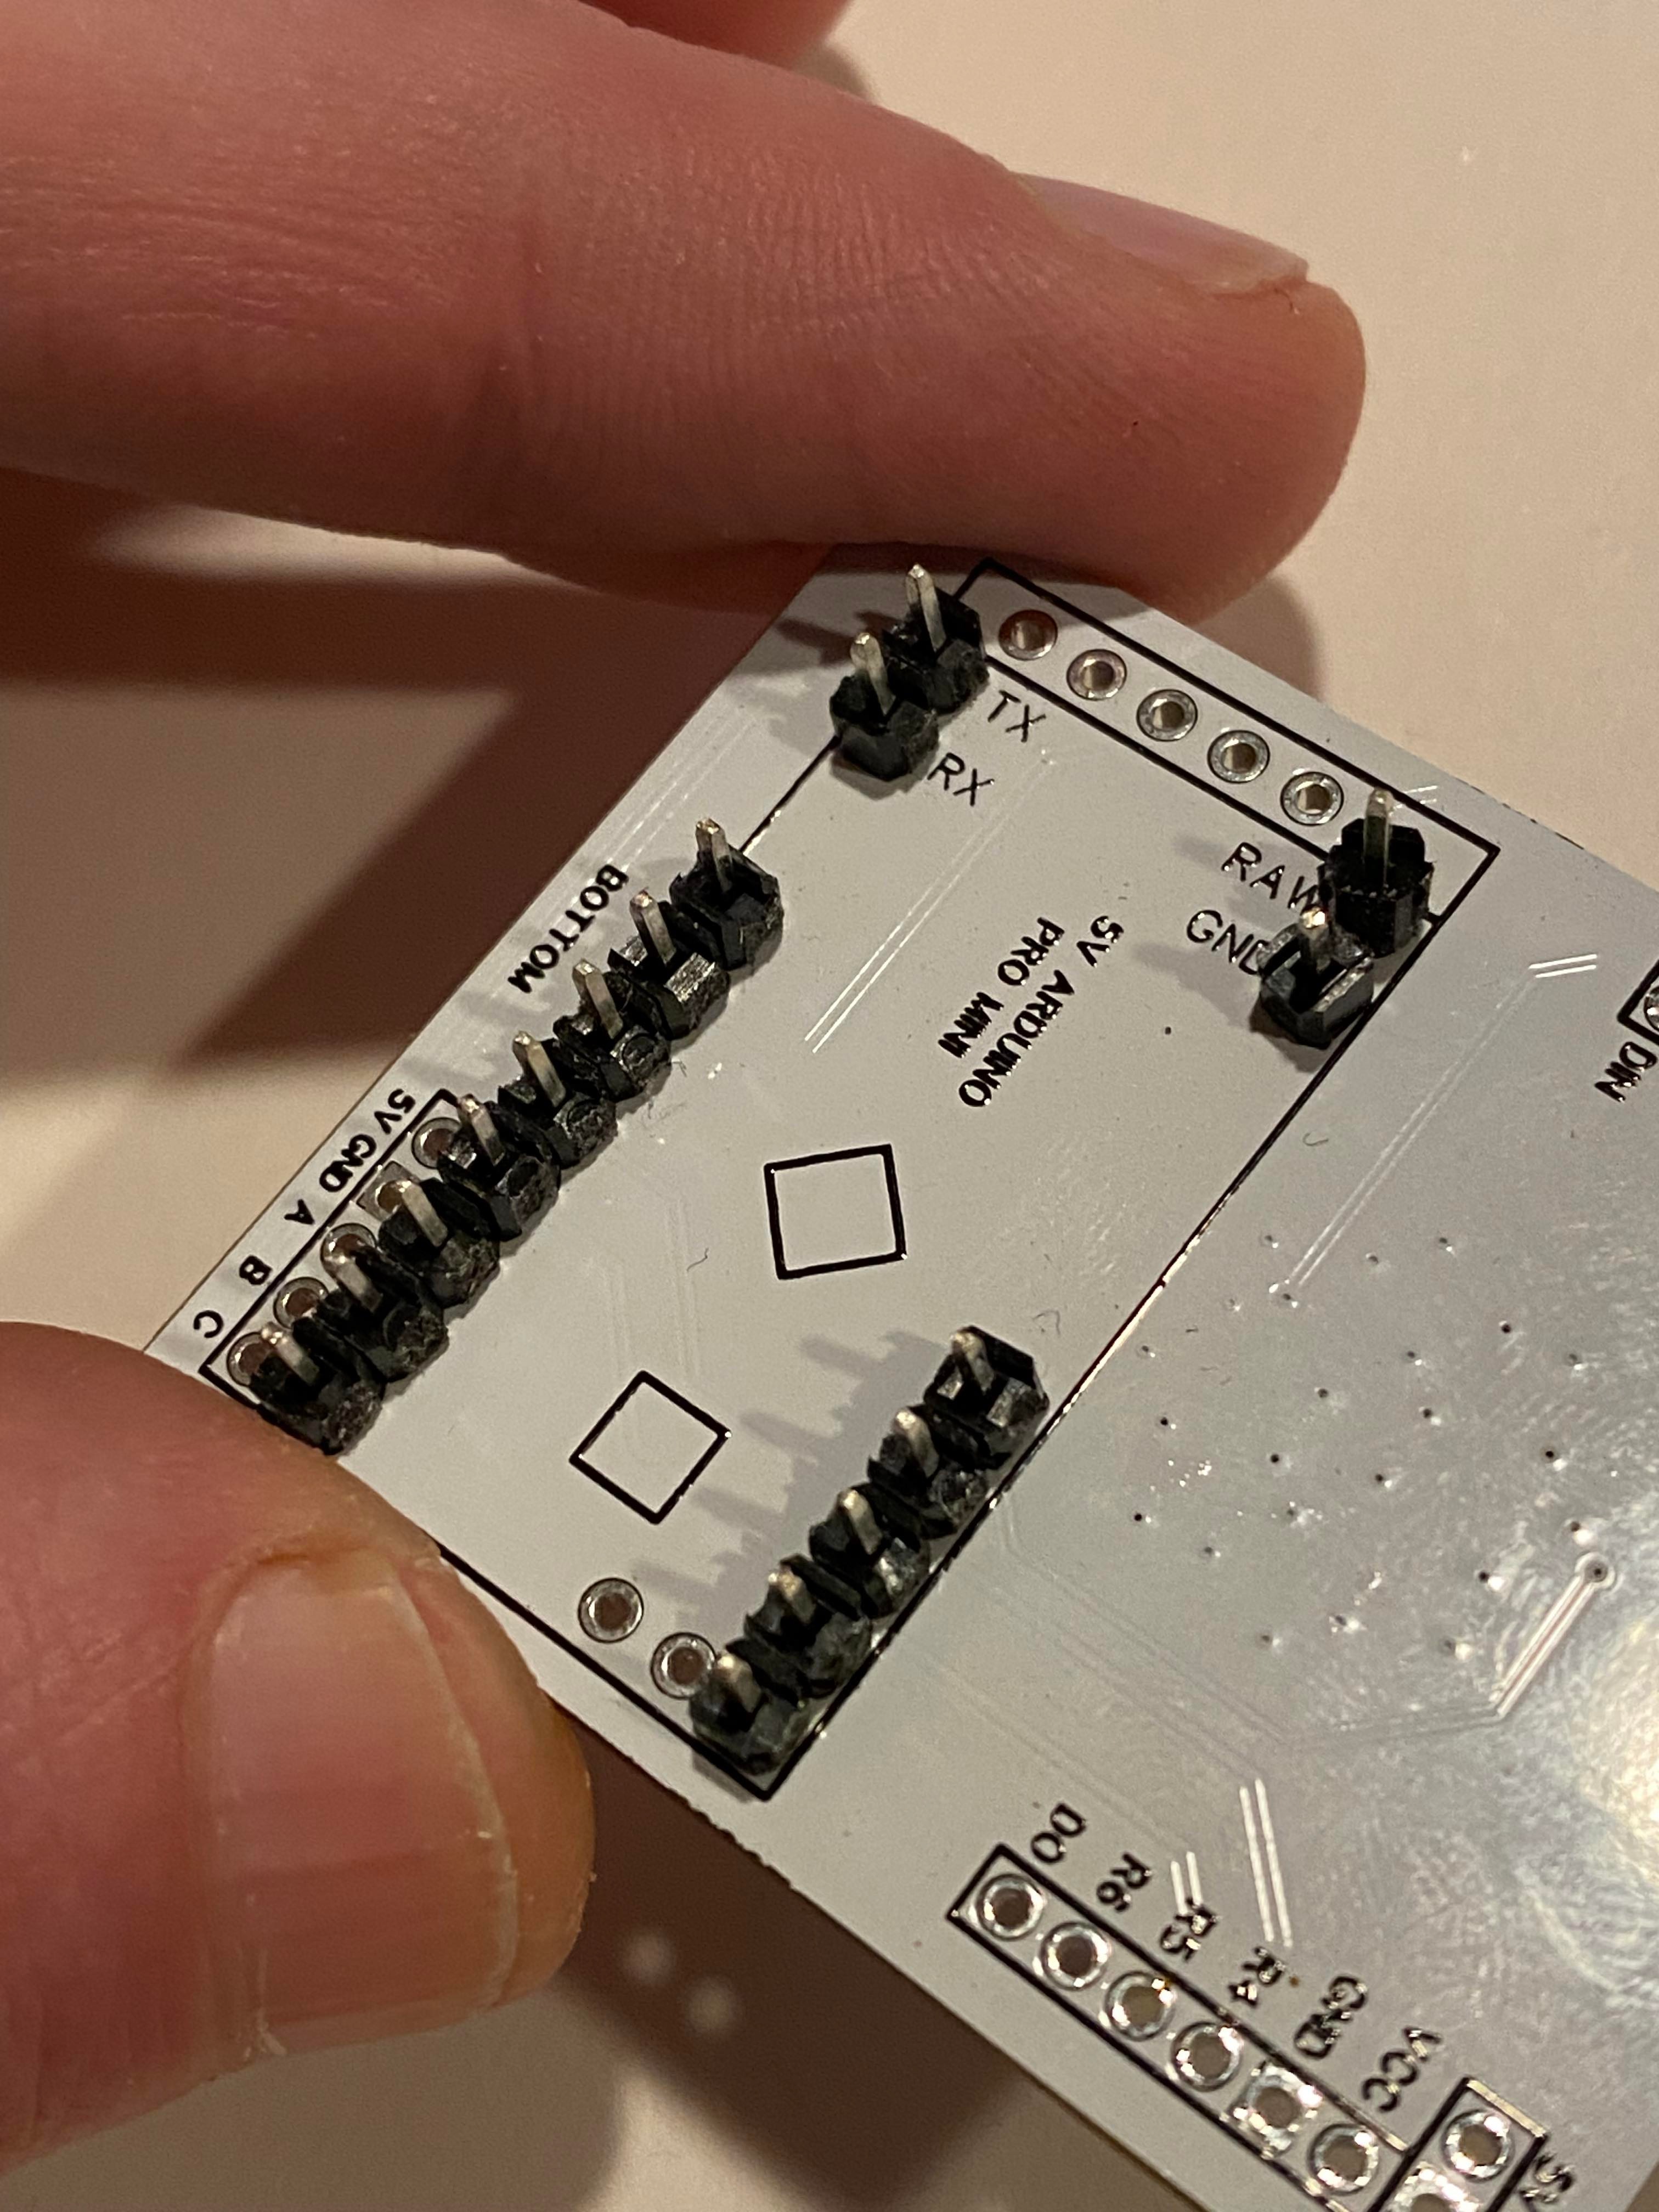 TX
RX
RAW
GND
5V ARDUINO
PRO MINI
BOTTOM
5V GND A B C
DIN
DO R6 R5 R4 GND VCC